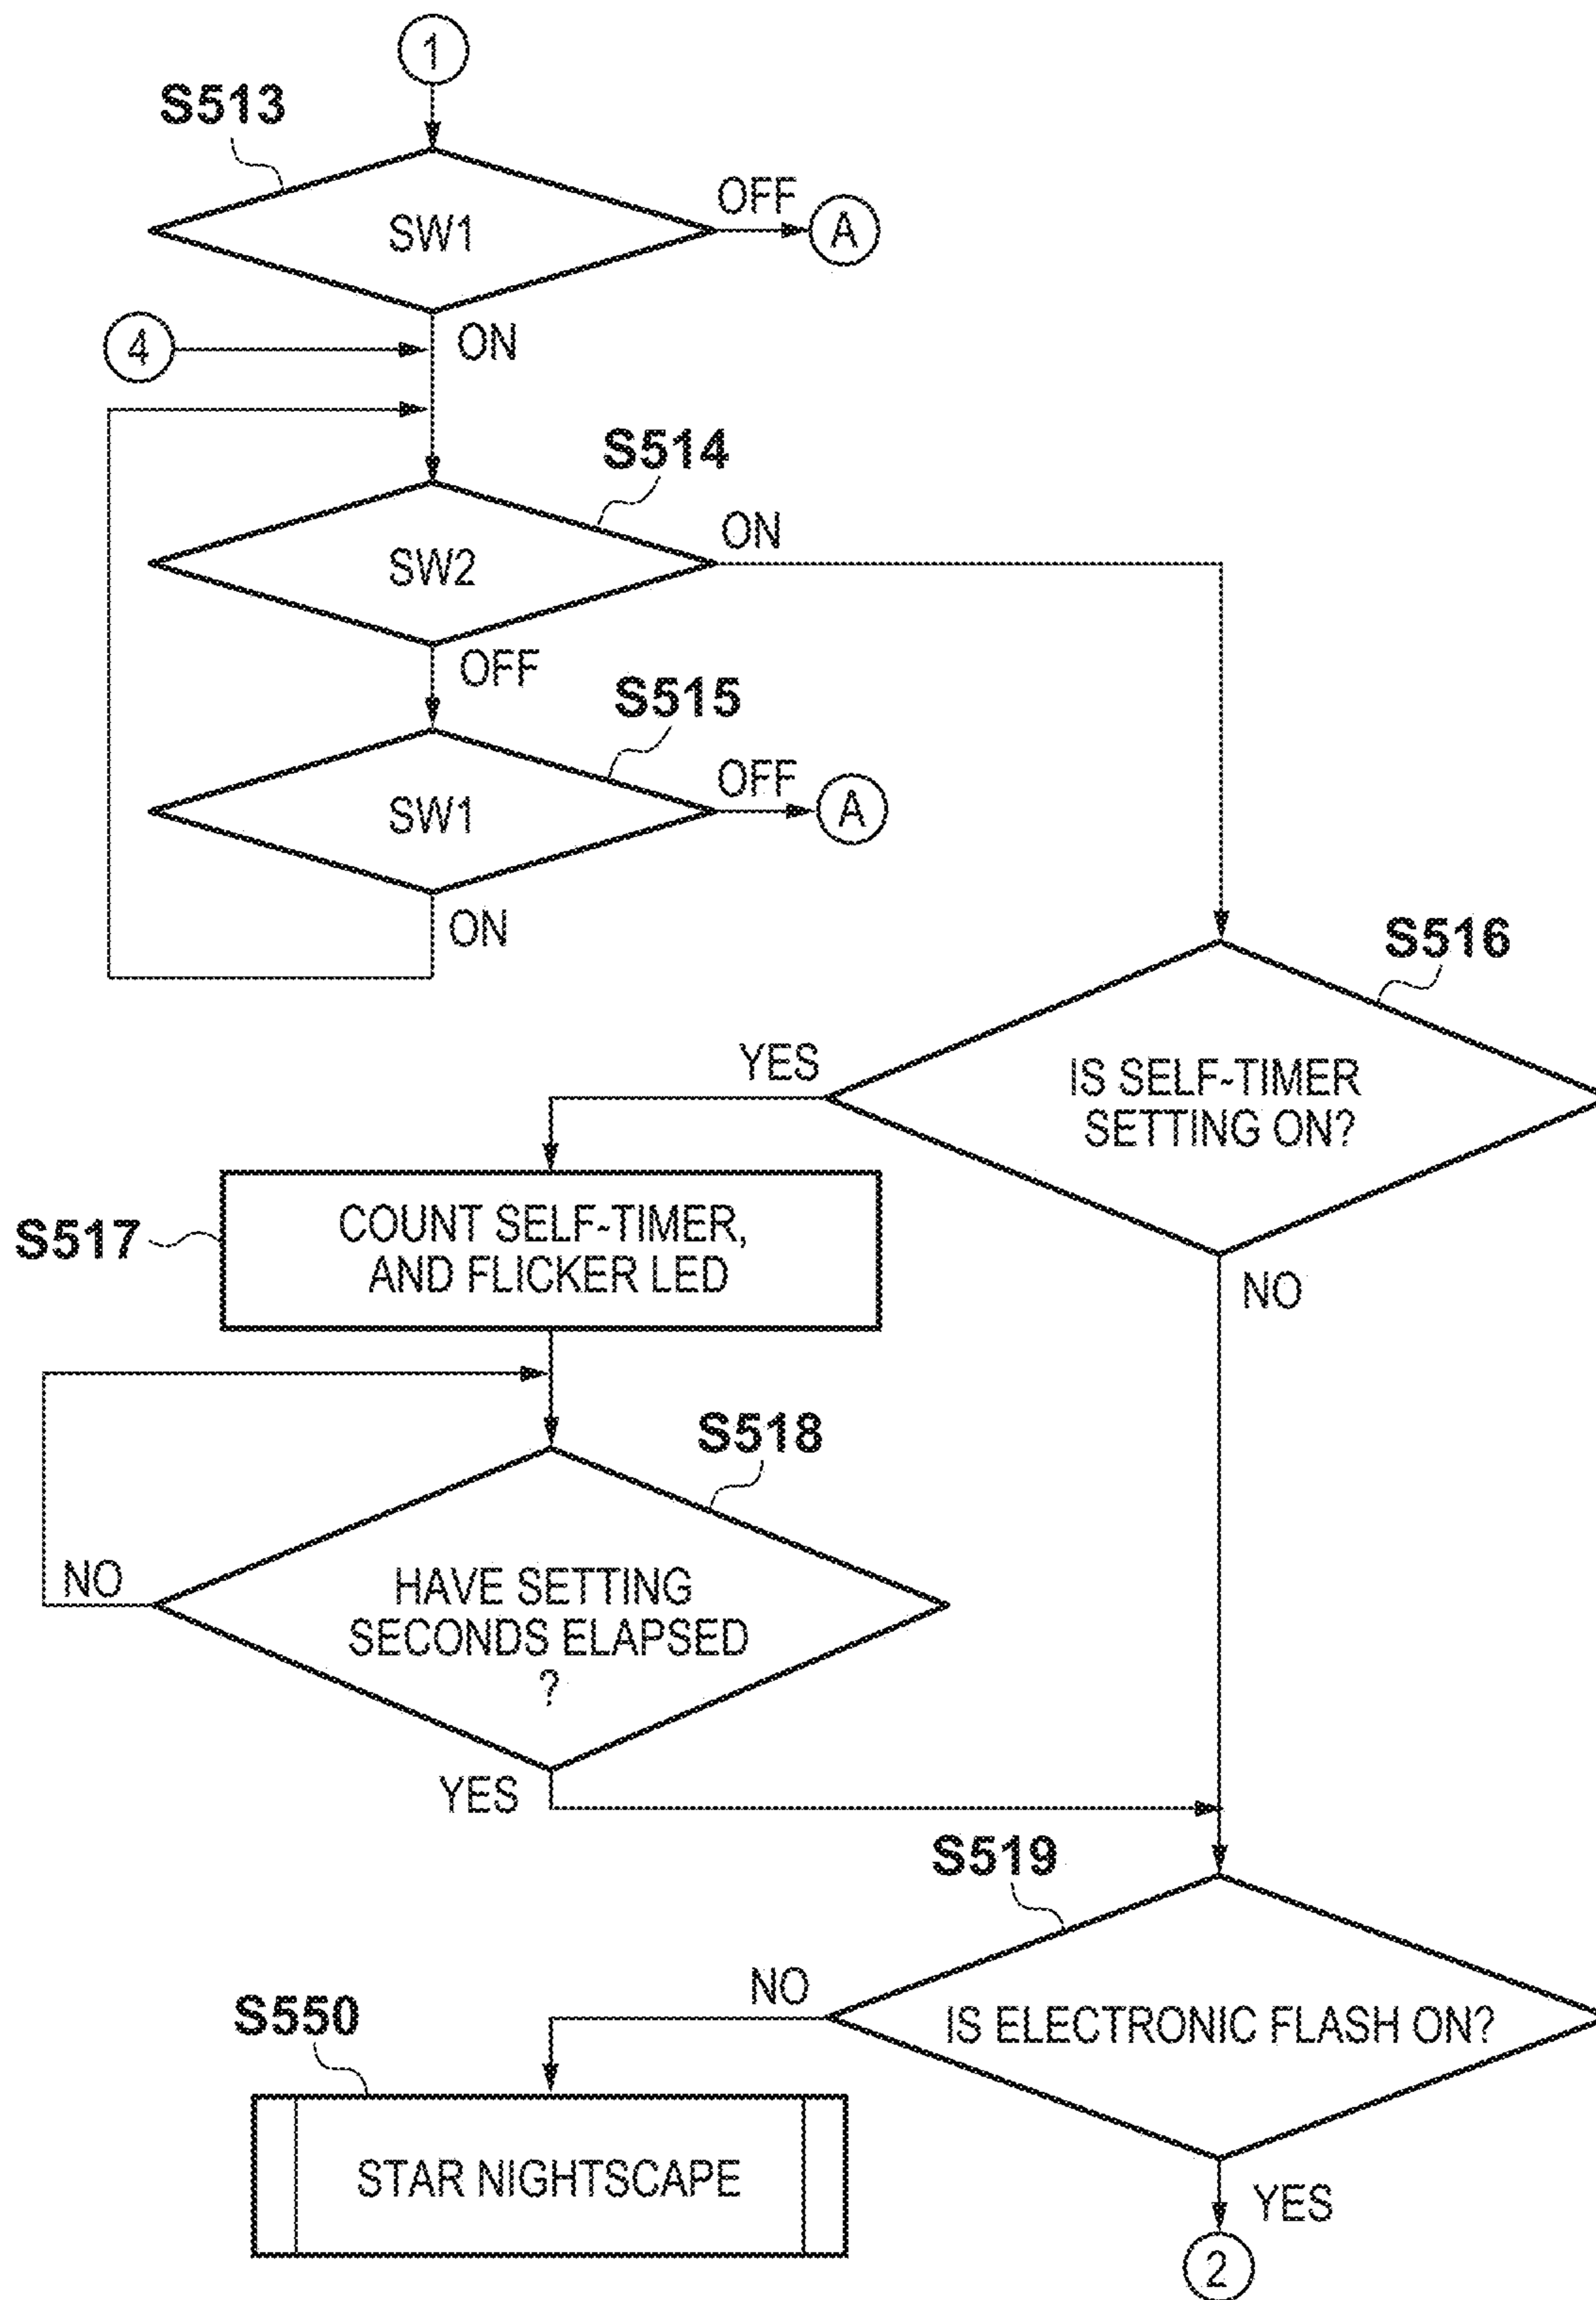 1
S513
SW1
OFF
A
ON
4
S514
SW2
ON
OFF
S515
SW1
OFF
A
ON
S516
IS SELF-TIMER
SETTING ON?
YES
NO
S517
COUNT SELF-TIMER,
AND FLICKER LED
S518
HAVE SETTING
SECONDS ELAPSED
?
NO
YES
S519
IS ELECTRONIC FLASH ON?
NO
S550
STAR NIGHTSCAPE
YES
2